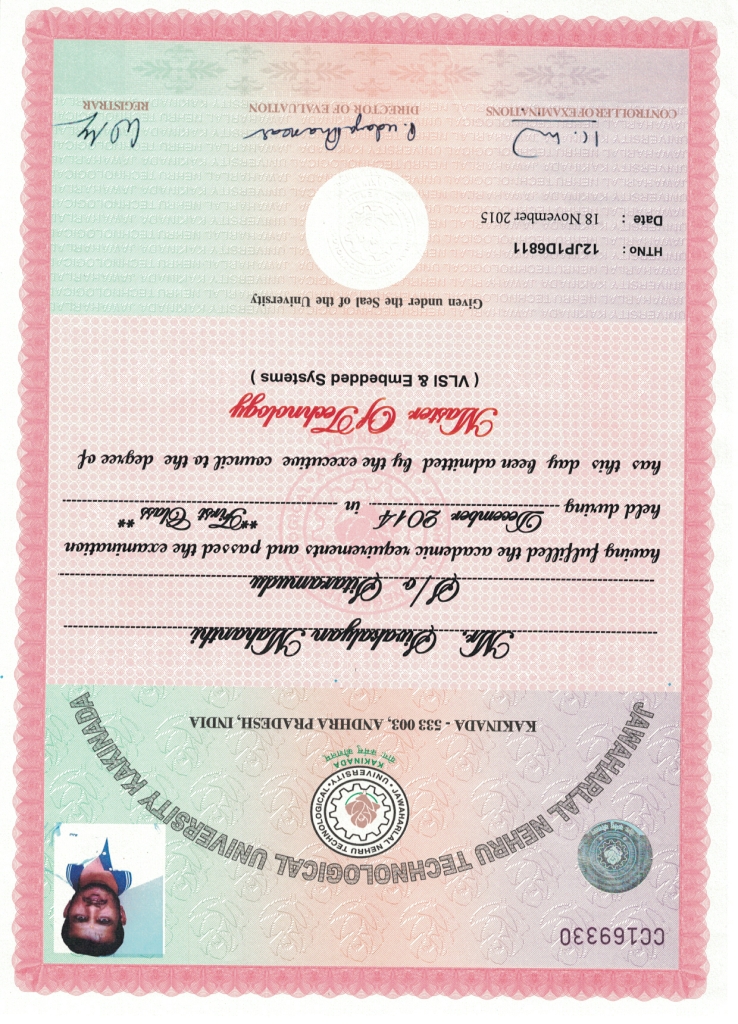 CC169330
JAWAHARLAL NEHRU TECHNOLOGICAL UNIVERSITY KAKINADA
JAWAHARLAL NEHRU TECHNOLOGICAL
UNIVERSITY
KAKINADA
योगः कर्मसु कौशलम्
KAKINADA - 533 003, ANDHRA PRADESH, INDIA
Mr. Sivakalyan Mahanthi
S/o Sitaramudu
having fulfilled the academic requirements and passed the examination
held during December 2014 in **First Class**
has this day been admitted by the executive council to the degree of
Master Of Technology
( VLSI & Embedded Systems )
Given under the Seal of the University
HTNo : 12JP1D6811
Date : 18 November 2015
CONTROLLER OF EXAMINATIONS
DIRECTOR OF EVALUATION
REGISTRAR